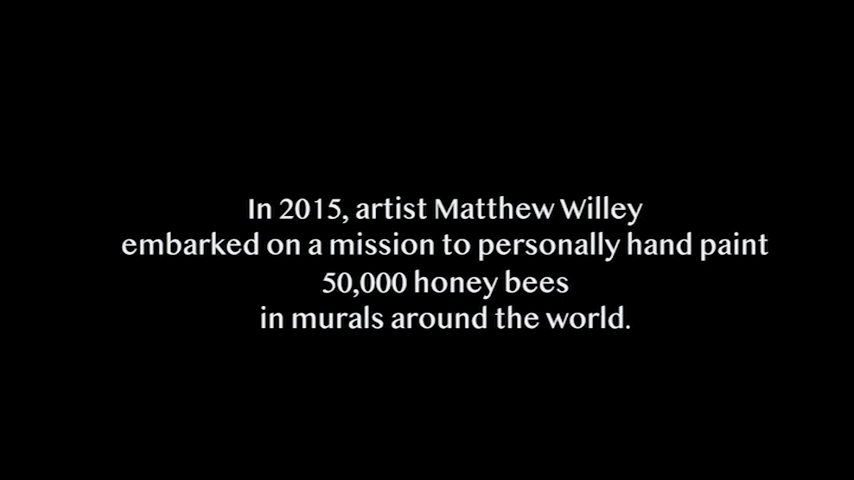 In 2015, artist Matthew Willey
embarked on a mission to personally hand paint
50,000 honey bees
in murals around the world.